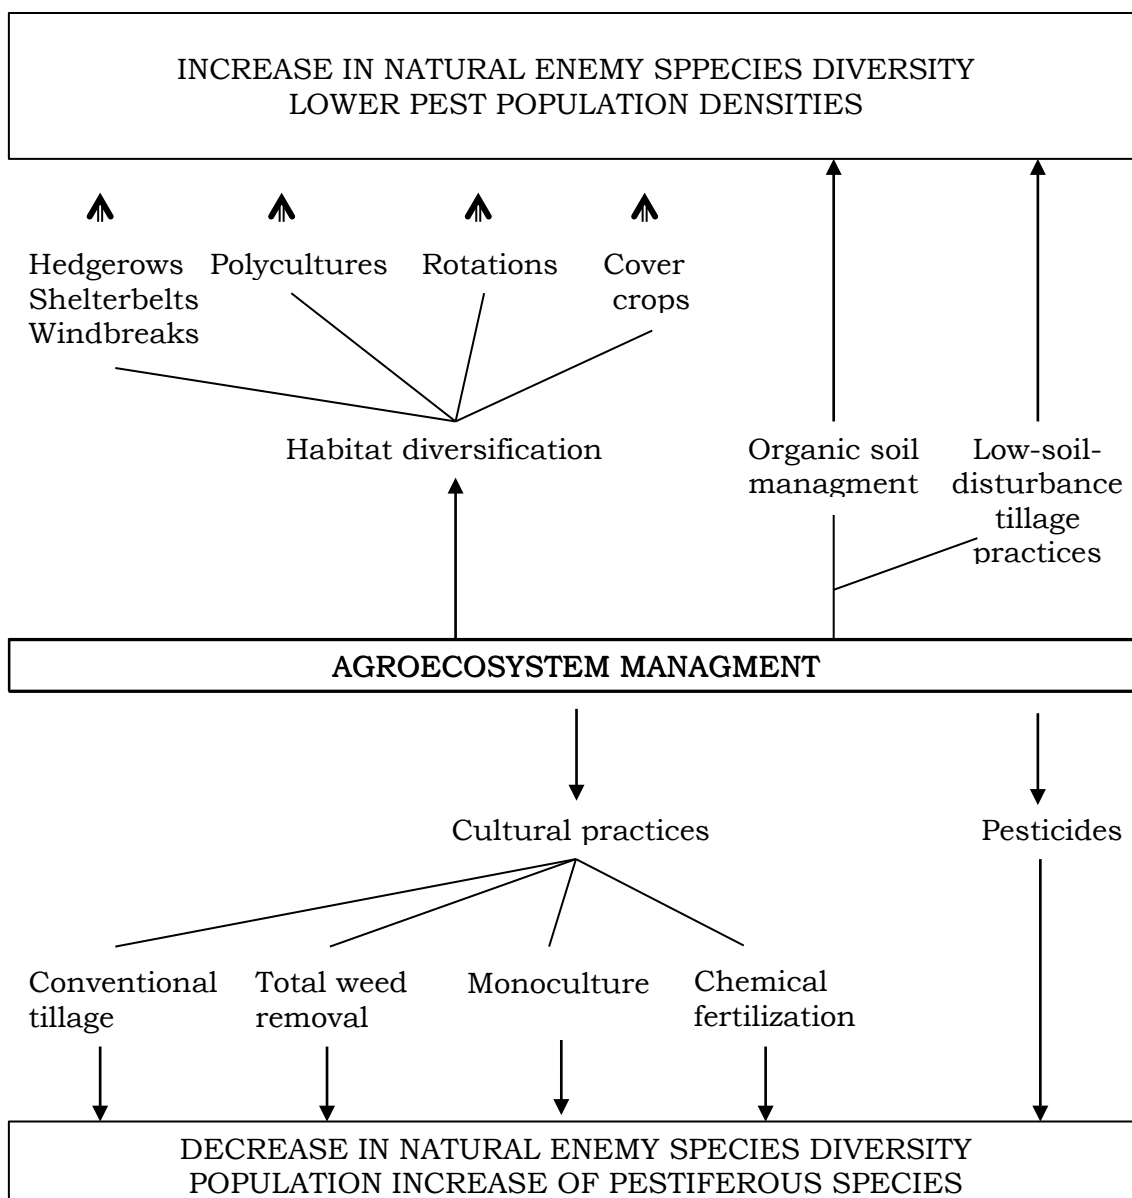 INCREASE IN NATURAL ENEMY SPPECIES DIVERSITY
LOWER PEST POPULATION DENSITIES
Hedgerows
Shelterbelts
Windbreaks
Polycultures
Rotations
Cover
crops
Habitat diversification
Organic soil
managment
Low-soil-
disturbance
tillage
practices
AGROECOSYSTEM MANAGMENT
Cultural practices
Pesticides
Conventional
tillage
Total weed
removal
Monoculture
Chemical
fertilization
DECREASE IN NATURAL ENEMY SPECIES DIVERSITY
POPULATION INCREASE OF PESTIFEROUS SPECIES